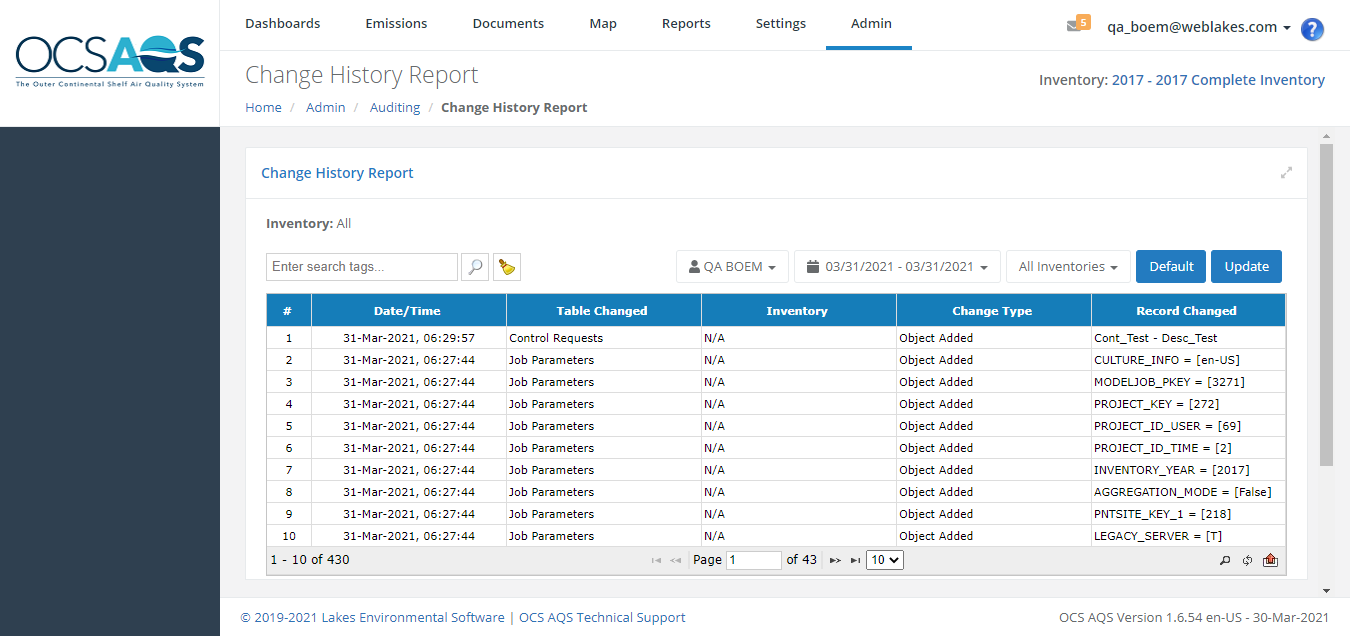 OCSAQS
The Outer Continental Shelf Air Quality System
Dashboards Emissions Documents Map Reports Settings Admin
5 qa_boem@weblakes.com ?
Change History Report
Inventory: 2017 - 2017 Complete Inventory
Home / Admin / Auditing / Change History Report
Change History Report
Inventory: All
Enter search tags... QA BOEM 03/31/2021 - 03/31/2021 All Inventories Default Update
# Date/Time Table Changed Inventory Change Type Record Changed
1 31-Mar-2021, 06:29:57 Control Requests N/A Object Added Cont_Test - Desc_Test
2 31-Mar-2021, 06:27:44 Job Parameters N/A Object Added CULTURE_INFO = [en-US]
3 31-Mar-2021, 06:27:44 Job Parameters N/A Object Added MODELJOB_PKEY = [3271]
4 31-Mar-2021, 06:27:44 Job Parameters N/A Object Added PROJECT_KEY = [272]
5 31-Mar-2021, 06:27:44 Job Parameters N/A Object Added PROJECT_ID_USER = [69]
6 31-Mar-2021, 06:27:44 Job Parameters N/A Object Added PROJECT_ID_TIME = [2]
7 31-Mar-2021, 06:27:44 Job Parameters N/A Object Added INVENTORY_YEAR = [2017]
8 31-Mar-2021, 06:27:44 Job Parameters N/A Object Added AGGREGATION_MODE = [False]
9 31-Mar-2021, 06:27:44 Job Parameters N/A Object Added PNTSITE_KEY_1 = [218]
10 31-Mar-2021, 06:27:44 Job Parameters N/A Object Added LEGACY_SERVER = [T]
1 - 10 of 430 Page 1 of 43 10
© 2019-2021 Lakes Environmental Software | OCS AQS Technical Support
OCS AQS Version 1.6.54 en-US - 30-Mar-2021